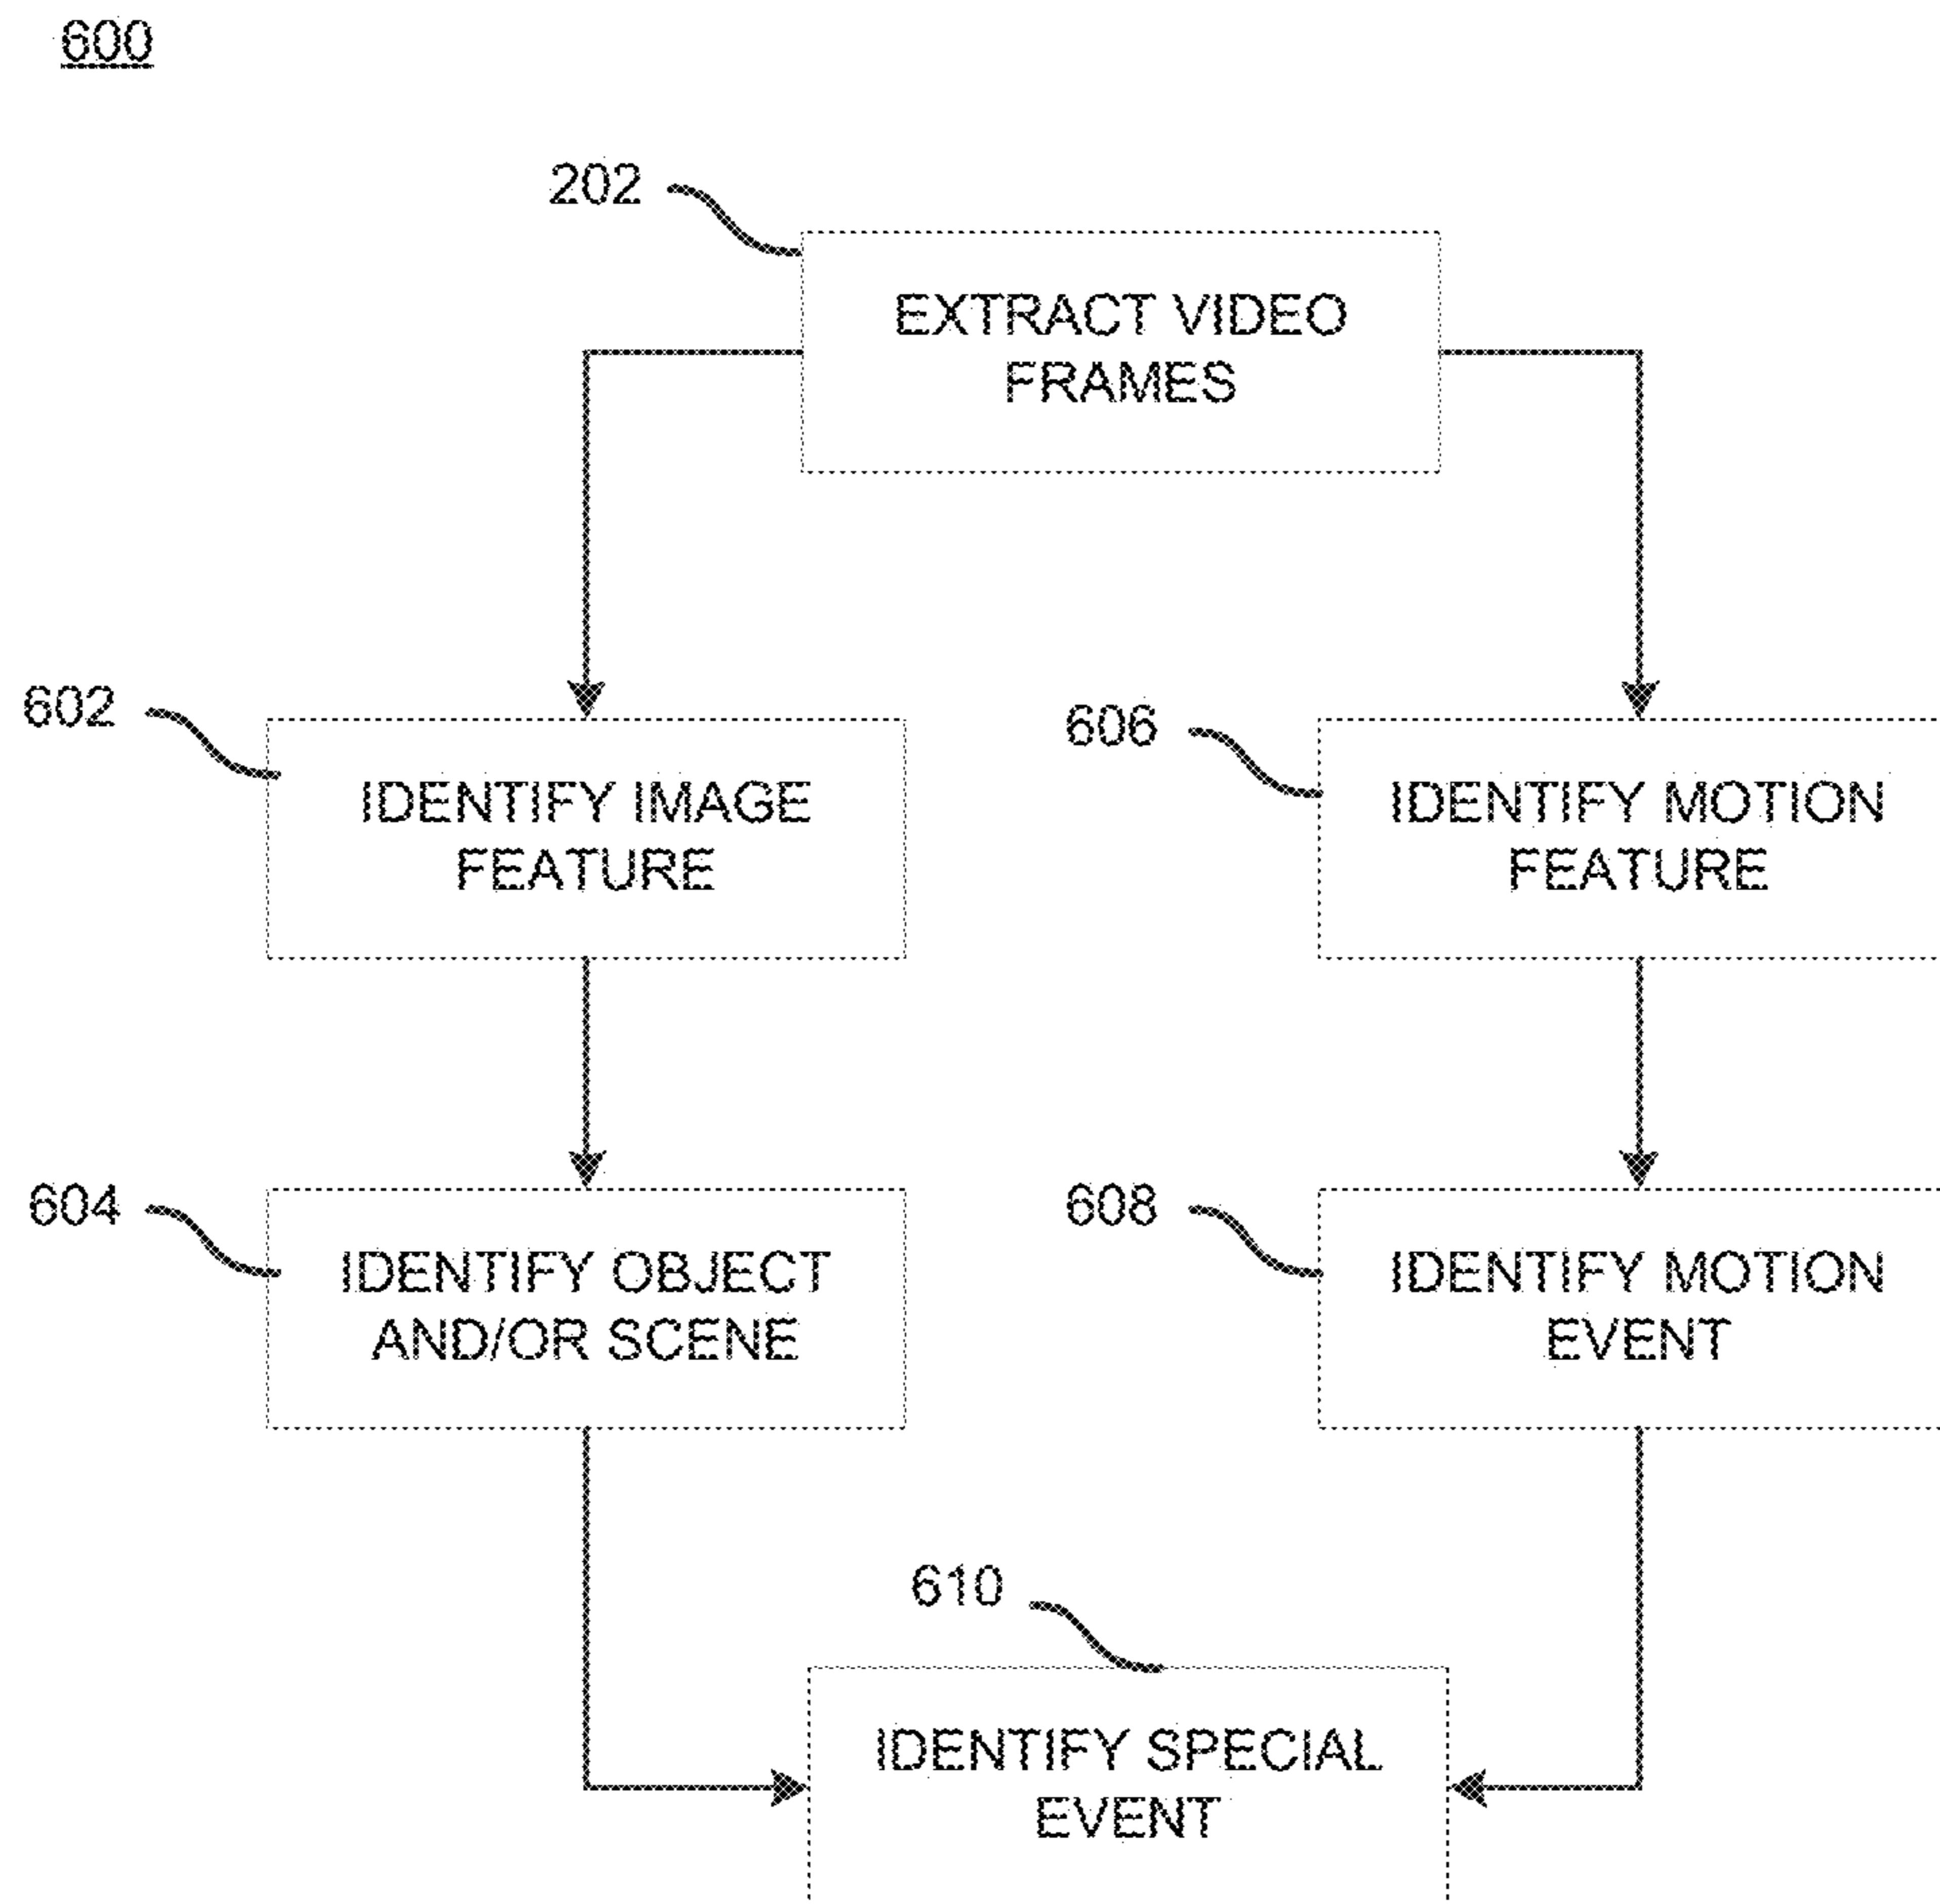 600
202
EXTRACT VIDEO
FRAMES
602
IDENTIFY IMAGE
FEATURE
606
IDENTIFY MOTION
FEATURE
604
IDENTIFY OBJECT
AND/OR SCENE
608
IDENTIFY MOTION
EVENT
610
IDENTIFY SPECIAL
EVENT